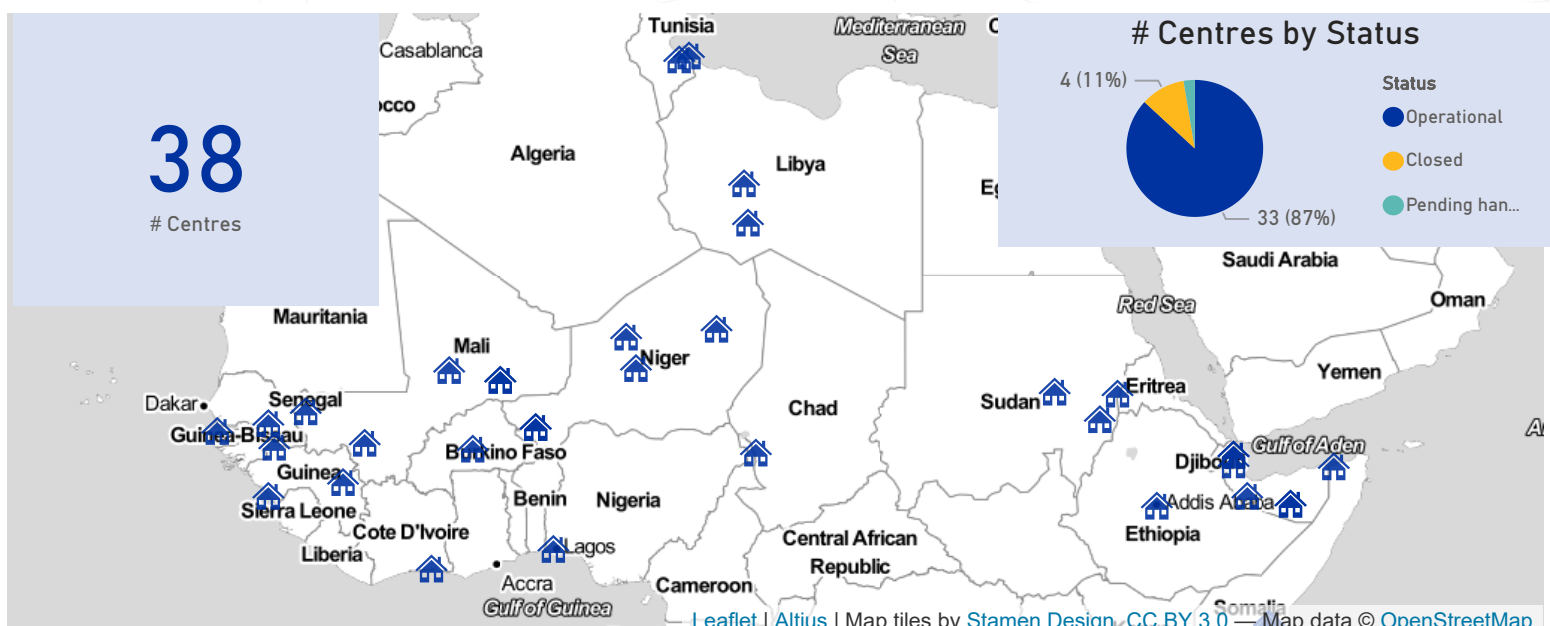 38
# Centres
# Centres by Status
4 (11%)
33 (87%)
Status
Operational
Closed
Pending han...
Casablanca
Tunisia
Mediterranean
Sea
Algeria
Libya
Saudi Arabia
Oman
Red Sea
Mauritania
Mali
Niger
Yemen
Eritrea
Sudan
Chad
Dakar
Senegal
Guinea-Bissau
Burkino Faso
Gulf of Aden
Guinea
Benin
Nigeria
Addis Ababa
Sierra Leone
Cote D'Ivoire
Ethiopia
Liberia
Lagos
Central African
Republic
Accra
Cameroon
Gulf of Guinea
Somalia
Leaflet | Altius | Map tiles by Stamen Design, CC BY 3.0 — Map data © OpenStreetMap